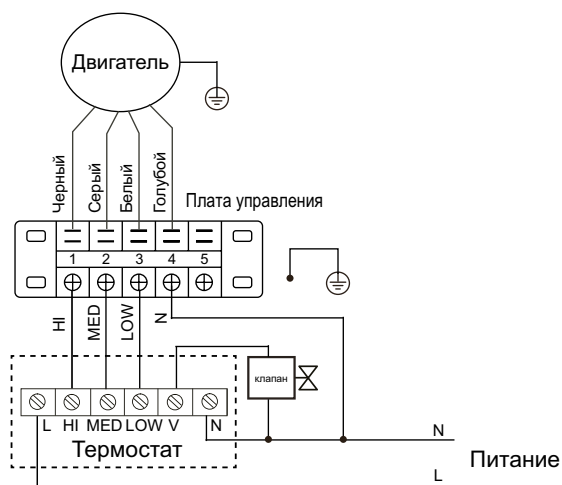 Двигатель
Черный
Серый
Белый
Голубой
Плата управления
1 2 3 4 5
HI
MED
LOW
N
клапан
L HI MED LOW V N
Термостат
N
L
Питание